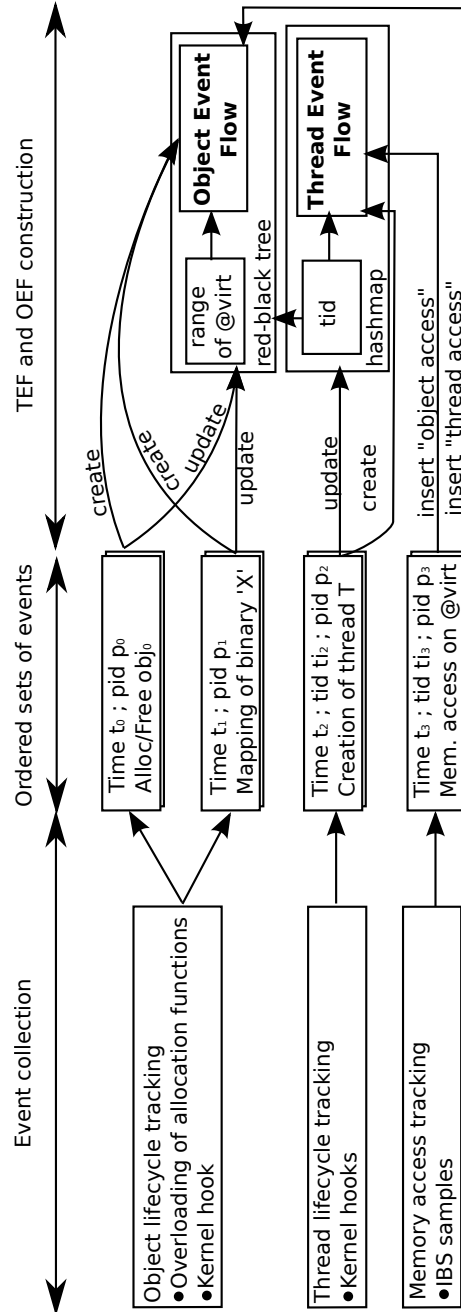 Event collection
Ordered sets of events
TEF and OEF construction
Object lifecycle tracking
●Overloading of allocation functions
●Kernel hook
Time t₀ ; pid p₀
Alloc/Free obj₀
Time t₁ ; pid p₁
Mapping of binary 'X'
create
create
update
update
range
of @virt
Object Event
Flow
red-black tree
Thread lifecycle tracking
●Kernel hooks
Time t₂ ; tid ti₂ ; pid p₂
Creation of thread T
update
create
tid
Thread Event
Flow
hashmap
Memory access tracking
●IBS samples
Time t₃ ; tid ti₃ ; pid p₃
Mem. access on @virt
insert "object access"
insert "thread access"